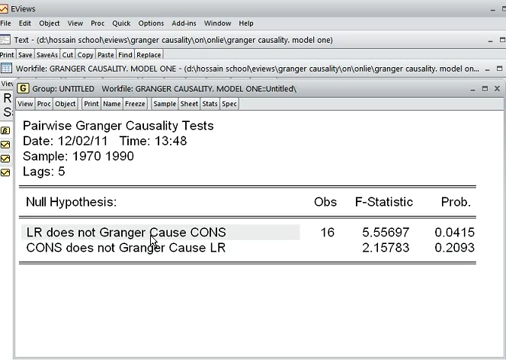 EViews
File Edit Object View Proc Quick Options Add-ins Window Help
Text - (d:\hossain school\eviews\granger causality\on\onlie\granger causality. model one)
Print Save SaveAs Cut Copy Paste Find Replace
Workfile: GRANGER CAUSALITY. MODEL ONE - (d:\hossain school\eviews\granger causality\on\onlie\granger causality. model on...
Group: UNTITLED Workfile: GRANGER CAUSALITY. MODEL ONE::Untitled\
View Proc Object Print Name Freeze Sample Sheet Stats Spec
Pairwise Granger Causality Tests
Date: 12/02/11 Time: 13:48
Sample: 1970 1990
Lags: 5
Null Hypothesis: Obs F-Statistic Prob.
LR does not Granger Cause CONS 16 5.55697 0.0415
CONS does not Granger Cause LR 2.15783 0.2093